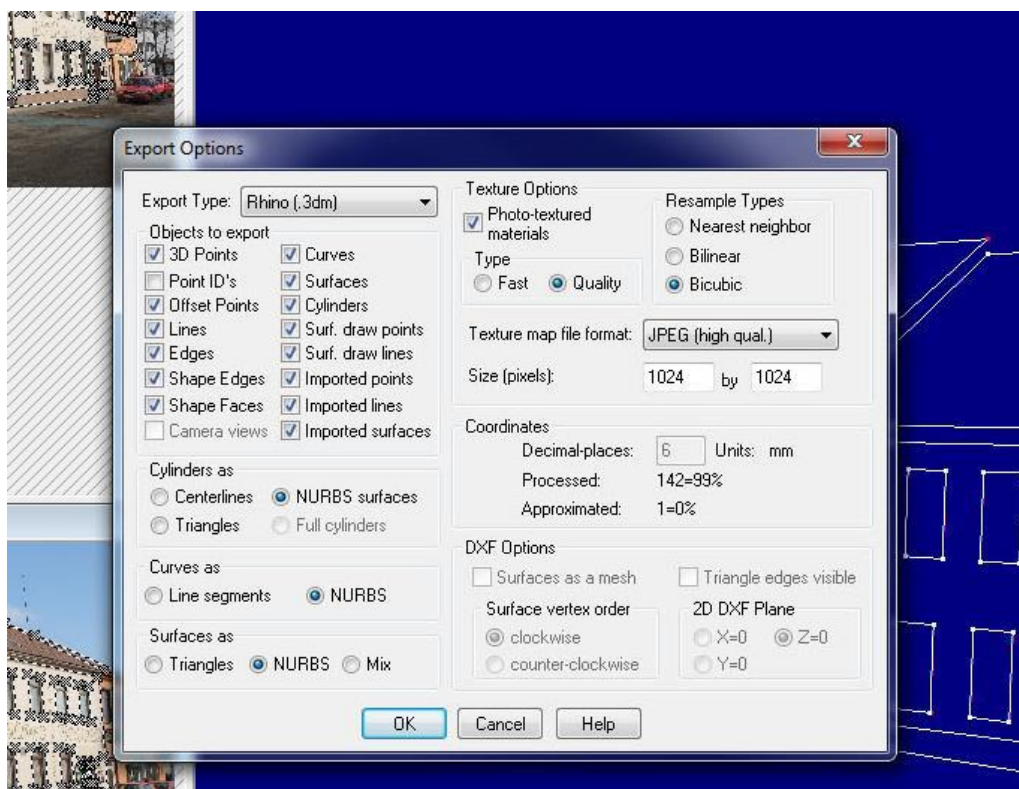 Export Options
Export Type: Rhino (.3dm)
Objects to export
3D Points
Curves
Point ID's
Surfaces
Offset Points
Cylinders
Lines
Surf. draw points
Edges
Surf. draw lines
Shape Edges
Imported points
Shape Faces
Imported lines
Camera views
Imported surfaces
Cylinders as
Centerlines
NURBS surfaces
Triangles
Full cylinders
Curves as
Line segments
NURBS
Surfaces as
Triangles
NURBS
Mix
Texture Options
Photo-textured
materials
Type
Fast
Quality
Resample Types
Nearest neighbor
Bilinear
Bicubic
Texture map file format: JPEG (high qual.)
Size (pixels): 1024 by 1024
Coordinates
Decimal-places: 6 Units: mm
Processed: 142=99%
Approximated: 1=0%
DXF Options
Surfaces as a mesh
Triangle edges visible
Surface vertex order
clockwise
counter-clockwise
2D DXF Plane
X=0
Z=0
Y=0
OK
Cancel
Help